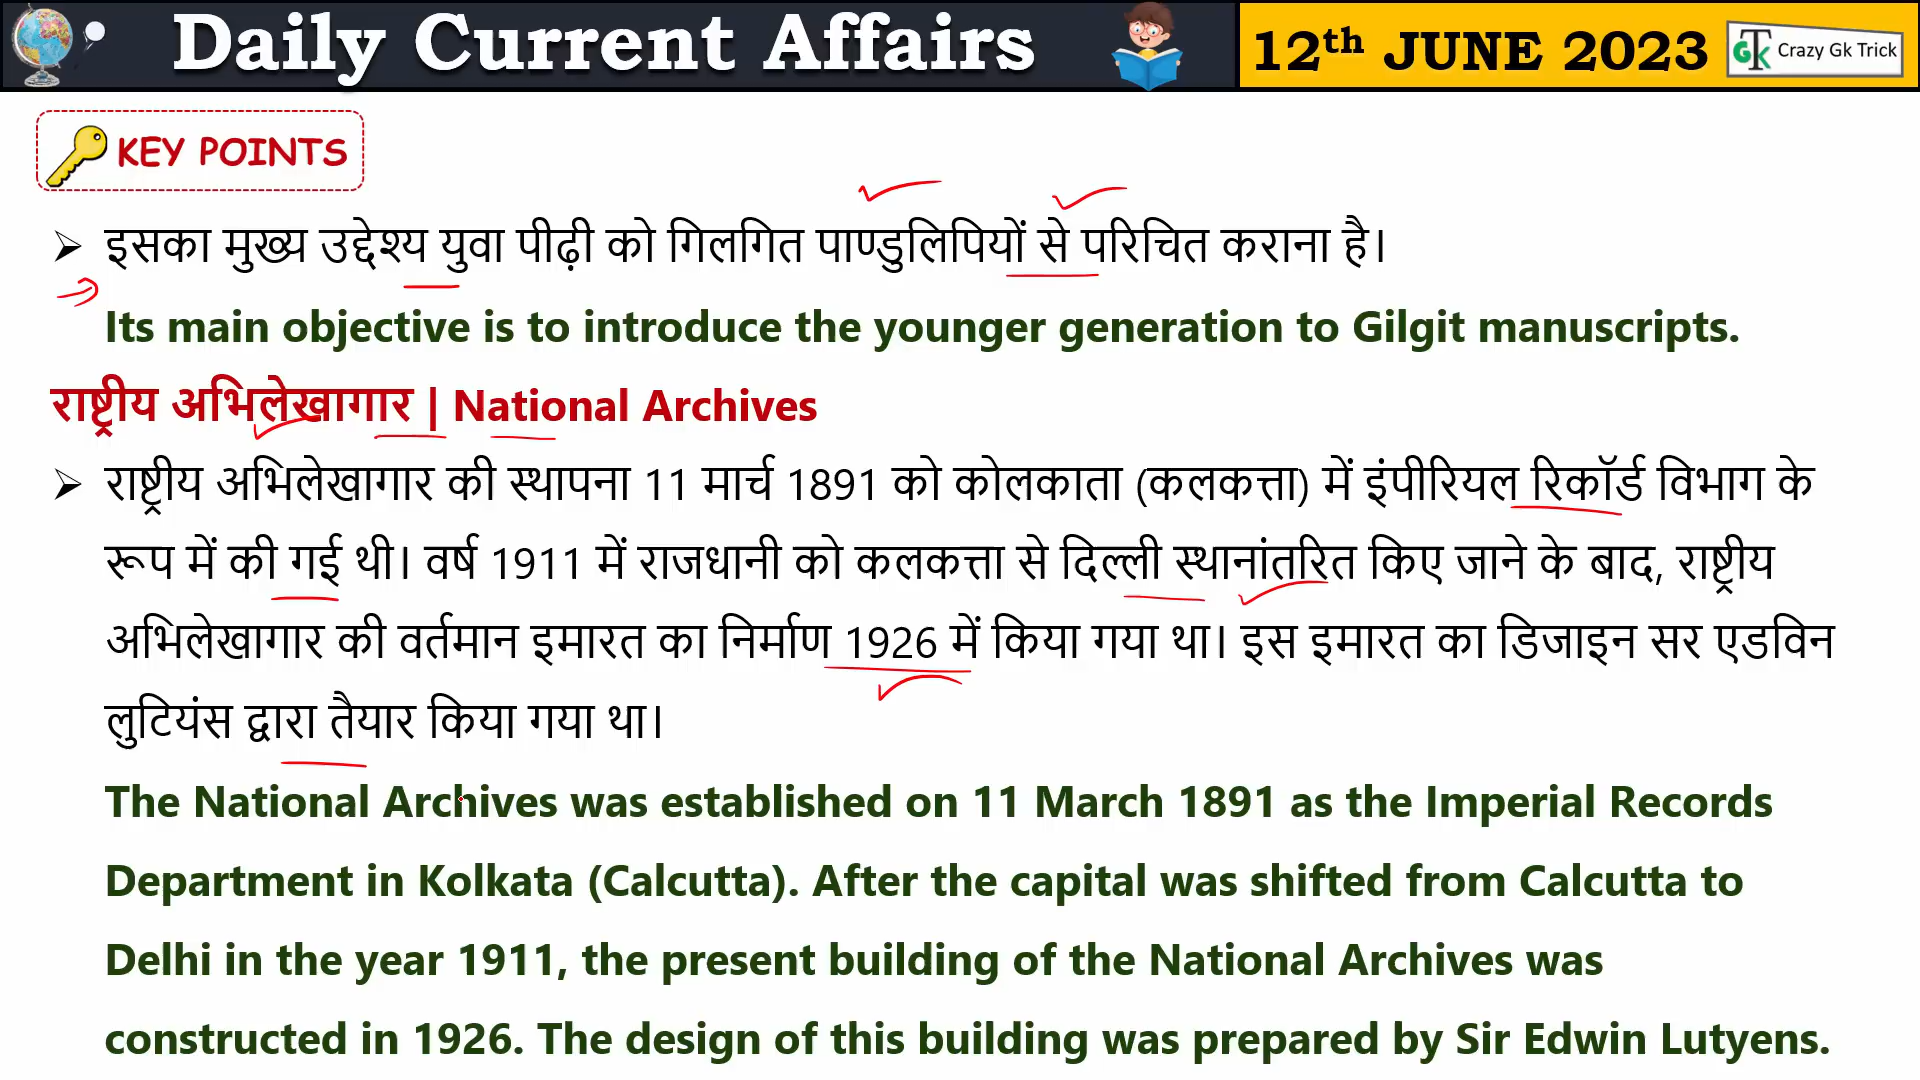 Daily Current Affairs
12th JUNE 2023
GTK Crazy Gk Trick
KEY POINTS
➢ इसका मुख्य उद्देश्य युवा पीढ़ी को गिलगित पाण्डुलिपियों से परिचित कराना है।
Its main objective is to introduce the younger generation to Gilgit manuscripts.
राष्ट्रीय अभिलेखागार | National Archives
➢ राष्ट्रीय अभिलेखागार की स्थापना 11 मार्च 1891 को कोलकाता (कलकत्ता) में इंपीरियल रिकॉर्ड विभाग के
रूप में की गई थी। वर्ष 1911 में राजधानी को कलकत्ता से दिल्ली स्थानांतरित किए जाने के बाद, राष्ट्रीय
अभिलेखागार की वर्तमान इमारत का निर्माण 1926 में किया गया था। इस इमारत का डिजाइन सर एडविन
लुटियंस द्वारा तैयार किया गया था।
The National Archives was established on 11 March 1891 as the Imperial Records
Department in Kolkata (Calcutta). After the capital was shifted from Calcutta to
Delhi in the year 1911, the present building of the National Archives was
constructed in 1926. The design of this building was prepared by Sir Edwin Lutyens.